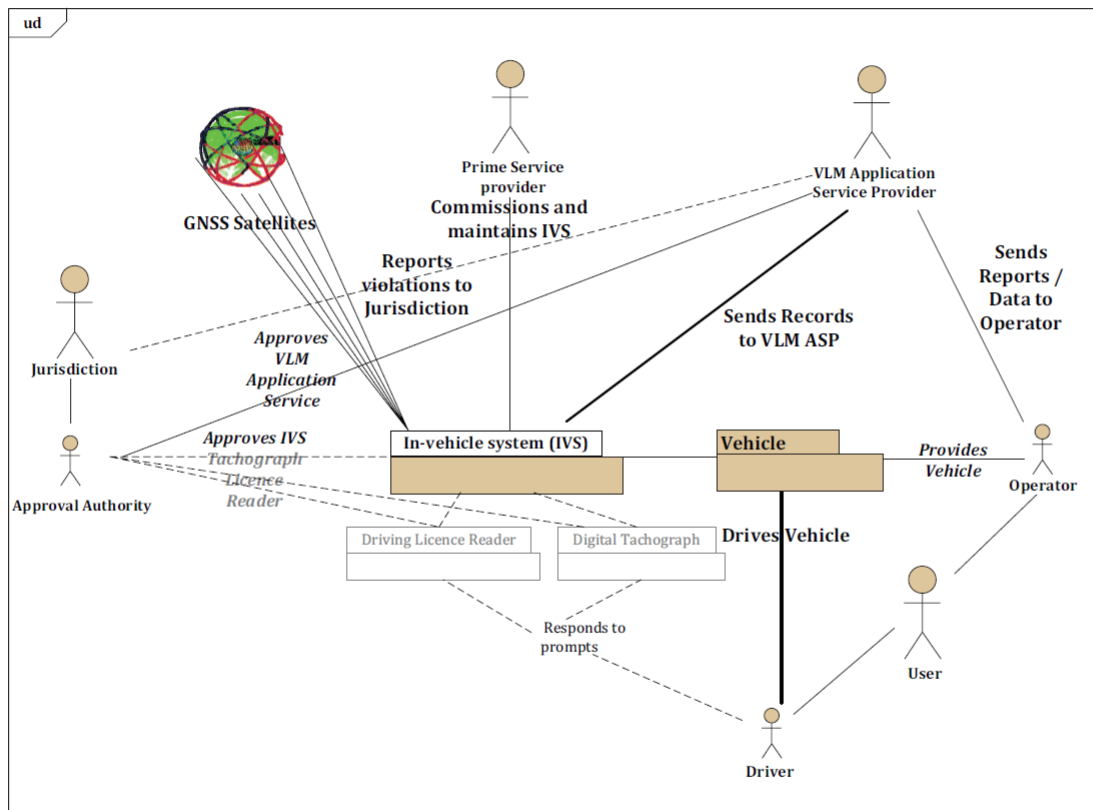 ud
Prime Service
provider
Commissions and
maintains IVS
VLM Application
Service Provider
GNSS Satellites
Reports
violations to
Jurisdiction
Sends
Reports /
Data to
Operator
Sends Records
to VLM ASP
Jurisdiction
Approves
VLM
Application
Service
Approves IVS
Tachograph
Licence
Reader
Approval Authority
In-vehicle system (IVS)
Vehicle
Provides
Vehicle
Operator
Driving Licence Reader
Digital Tachograph
Drives Vehicle
Responds to
prompts
User
Driver